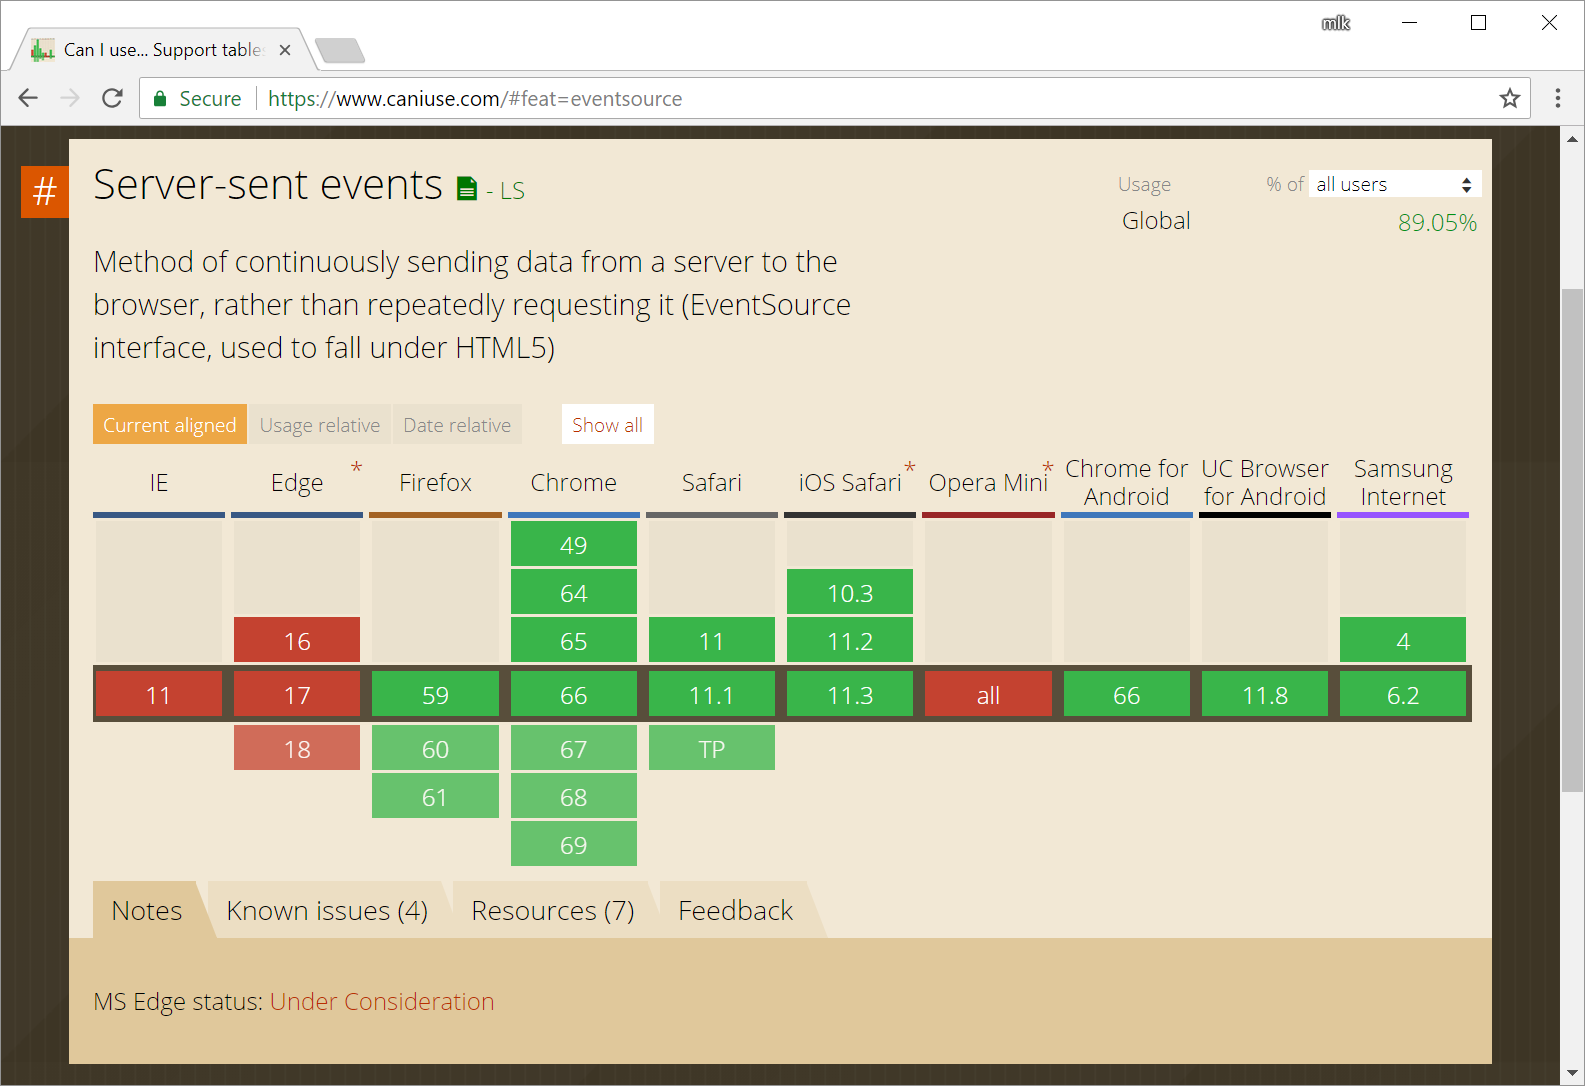 mlk
Can I use... Support tables
Secure https://www.caniuse.com/#feat=eventsource
# Server-sent events - LS
Usage % of all users
Global 89.05%
Method of continuously sending data from a server to the
browser, rather than repeatedly requesting it (EventSource
interface, used to fall under HTML5)
Current aligned Usage relative Date relative Show all
IE Edge * Firefox Chrome Safari iOS Safari * Opera Mini * Chrome for Android UC Browser for Android Samsung Internet
49
64 10.3
16 65 11 11.2 4
11 17 59 66 11.1 11.3 all 66 11.8 6.2
18 60 67 TP
61 68
69
Notes Known issues (4) Resources (7) Feedback
MS Edge status: Under Consideration